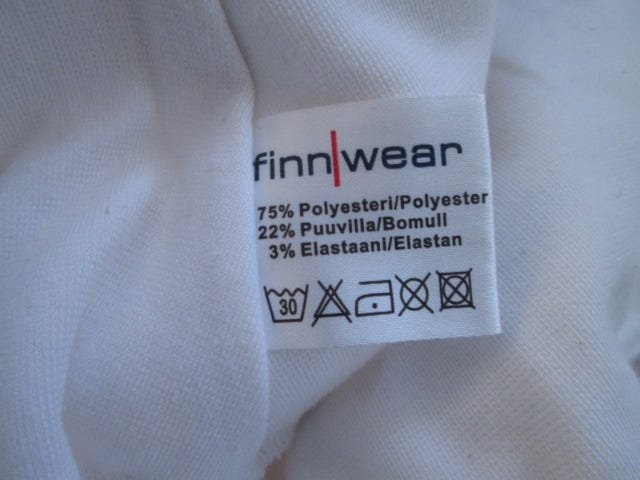 finn|wear
75% Polyesteri/Polyester
22% Puuvilla/Bomull
3% Elastaani/Elastan
30